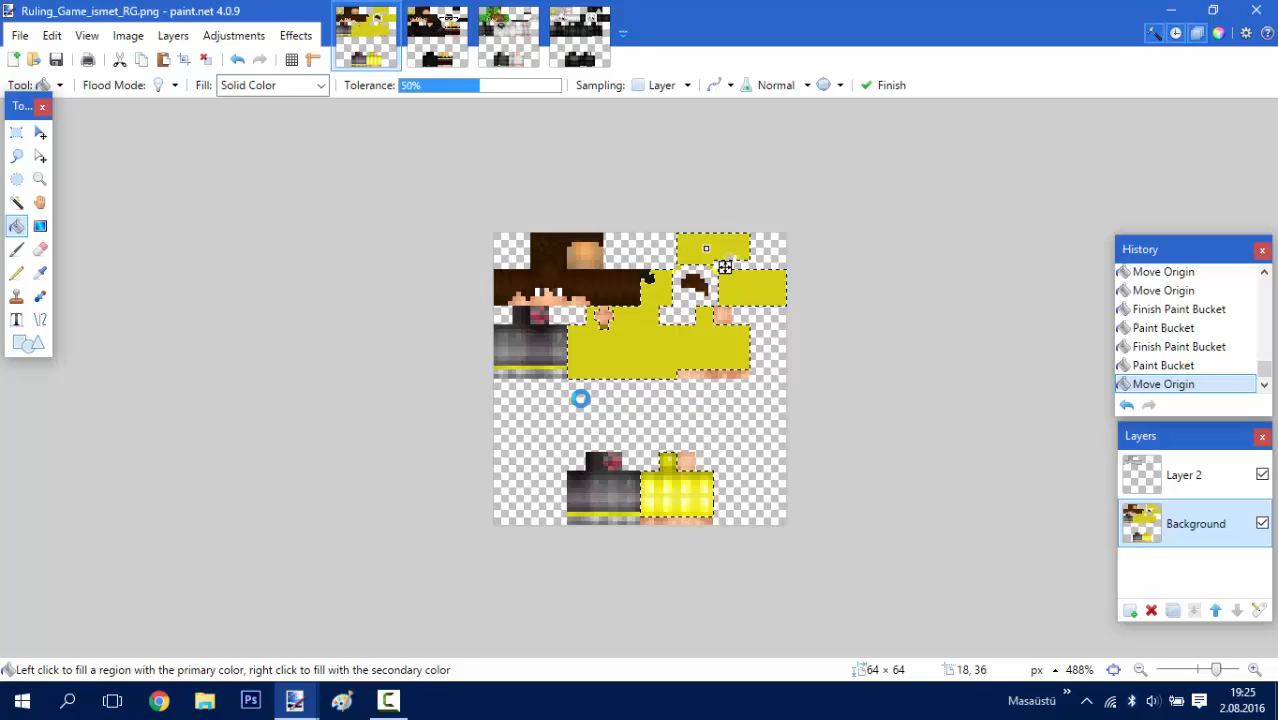 Ruling_Game_ismet_RG.png - paint.net 4.0.9
File Edit View Image Layers Adjustments Effects
Tool: Flood Mode: Fill: Solid Color Tolerance: 50% Sampling: Layer Normal Finish
To...
History
Move Origin
Move Origin
Finish Paint Bucket
Paint Bucket
Finish Paint Bucket
Paint Bucket
Move Origin
Layers
Layer 2
Background
Left click to fill a region with the primary color, right click to fill with the secondary color 64 × 64 18, 36 px 488%
Ps Masaüstü 19:25
2.08.2016